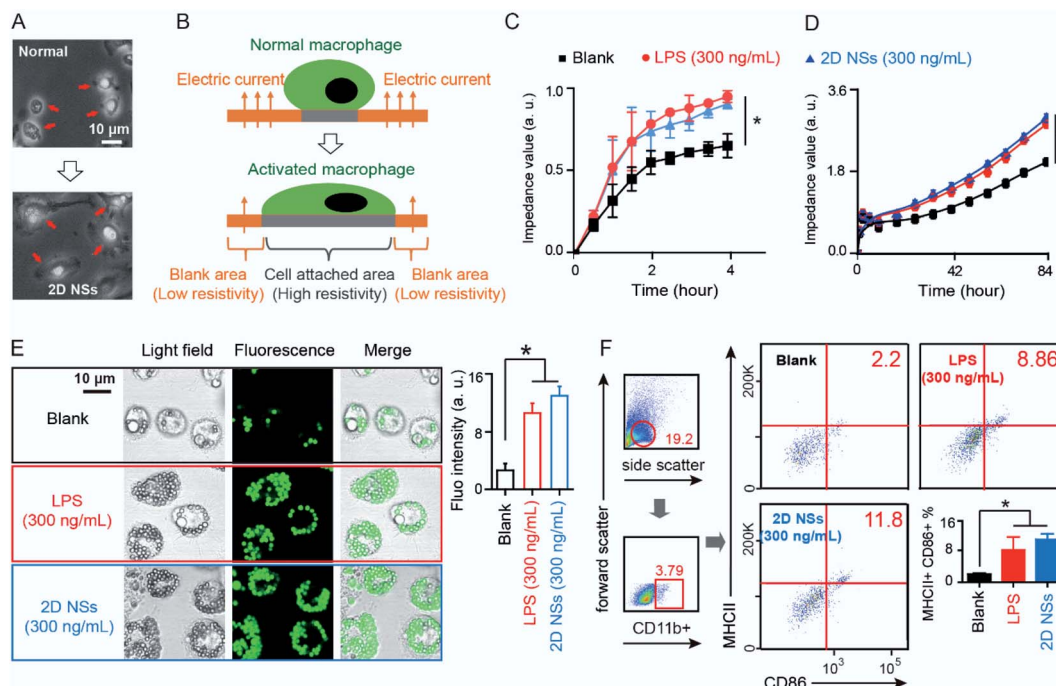 A
Normal
10 µm
2D NSs
B
Normal macrophage
Electric current
Electric current
Activated macrophage
Blank area
(Low resistivity)
Cell attached area
(High resistivity)
Blank area
(Low resistivity)
C
Blank
LPS (300 ng/mL)
2D NSs (300 ng/mL)
Impedance value (a. u.)
1.0
0.5
0.0
0
2
4
Time (hour)
*
D
Impedance value (a. u.)
3.6
1.8
0.0
0
42
84
Time (hour)
E
Light field
Fluorescence
Merge
10 µm
Blank
LPS
(300 ng/mL)
2D NSs
(300 ng/mL)
Fluo intensity (a. u.)
16
8
0
*
Blank
LPS (300 ng/mL)
2D NSs (300 ng/mL)
F
forward scatter
19.2
side scatter
3.79
CD11b+
MHCII
200K
0
Blank
2.2
LPS
(300 ng/mL)
8.86
200K
0
2D NSs
(300 ng/mL)
11.8
10³
10⁵
CD86
MHCII+ CD86+ %
16
8
0
*
Blank
LPS
2D NSs